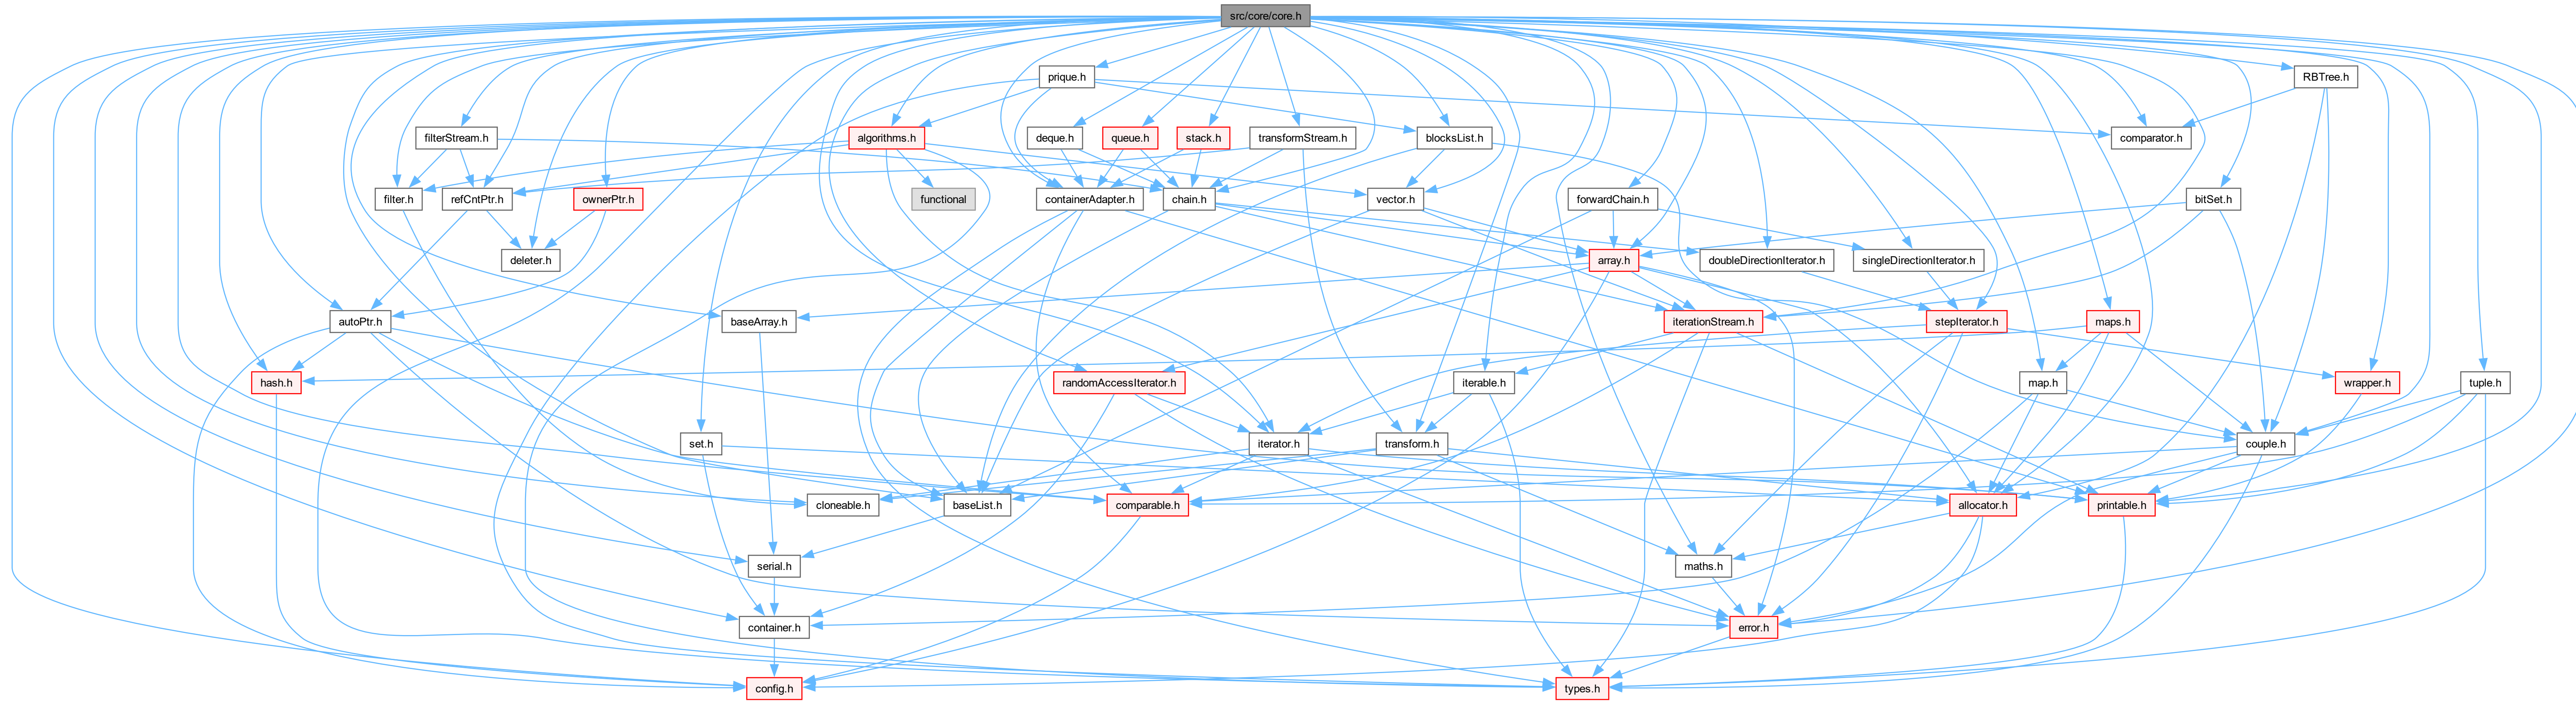 src/core/core.h
prique.h
RBTree.h
filterStream.h
algorithms.h
deque.h
queue.h
stack.h
transformStream.h
blocksList.h
comparator.h
filter.h
refCntPtr.h
ownerPtr.h
functional
containerAdapter.h
chain.h
vector.h
forwardChain.h
bitSet.h
deleter.h
array.h
doubleDirectionIterator.h
singleDirectionIterator.h
autoPtr.h
baseArray.h
iterationStream.h
stepIterator.h
maps.h
hash.h
randomAccessIterator.h
iterable.h
map.h
wrapper.h
tuple.h
set.h
iterator.h
transform.h
couple.h
cloneable.h
baseList.h
comparable.h
allocator.h
printable.h
serial.h
maths.h
container.h
error.h
config.h
types.h